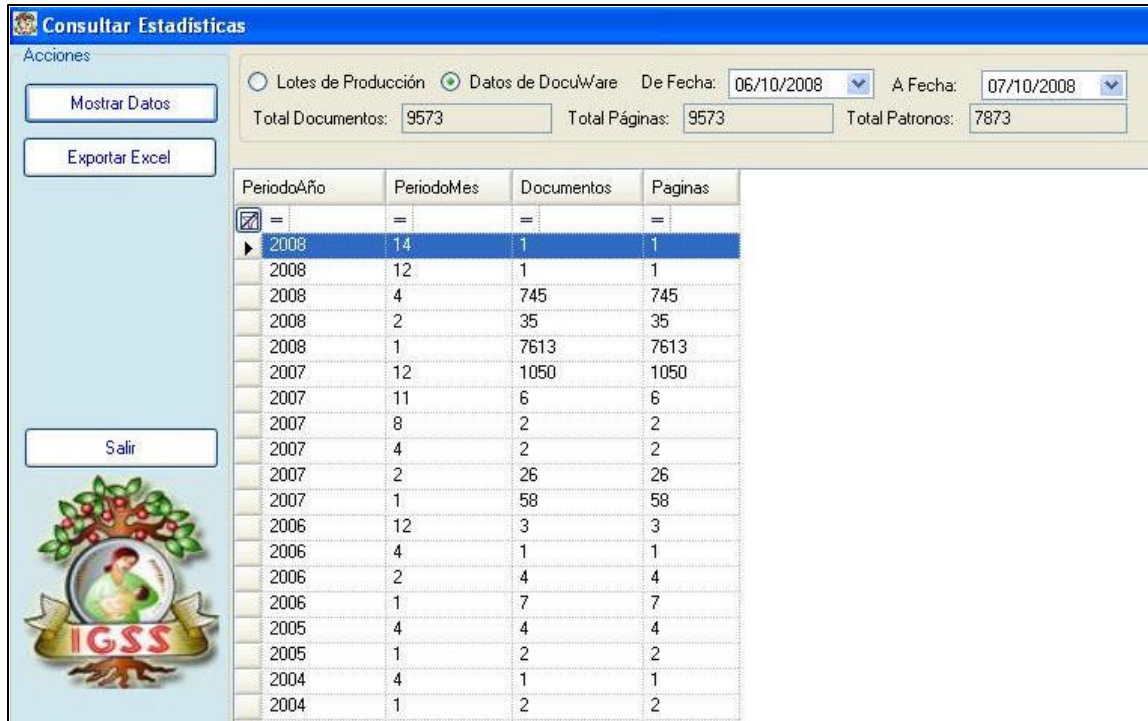 Consultar Estadísticas
Acciones
Mostrar Datos
Exportar Excel
Salir
IGSS
Lotes de Producción Datos de DocuWare De Fecha: 06/10/2008 A Fecha: 07/10/2008
Total Documentos: 9573 Total Páginas: 9573 Total Patronos: 7873
PeriodoAño PeriodoMes Documentos Paginas
= = = =
2008 14 1 1
2008 12 1 1
2008 4 745 745
2008 2 35 35
2008 1 7613 7613
2007 12 1050 1050
2007 11 6 6
2007 8 2 2
2007 4 2 2
2007 2 26 26
2007 1 58 58
2006 12 3 3
2006 4 1 1
2006 2 4 4
2006 1 7 7
2005 4 4 4
2005 1 2 2
2004 4 1 1
2004 1 2 2